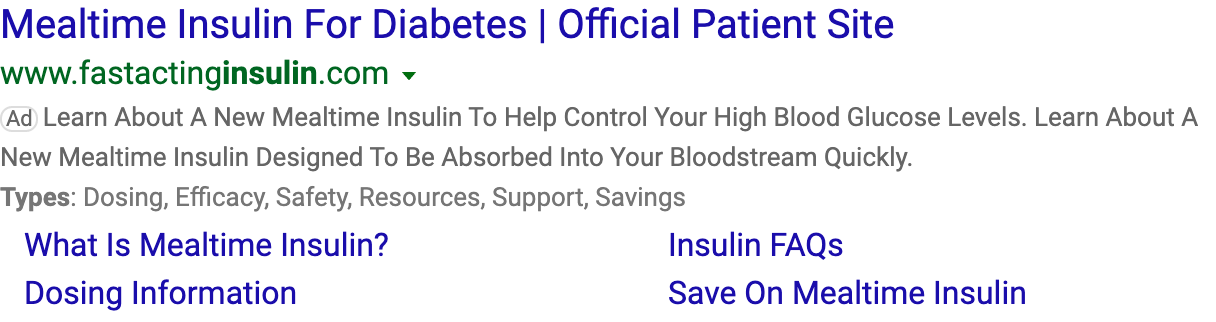 Mealtime Insulin For Diabetes | Official Patient Site
www.fastactinginsulin.com
Ad Learn About A New Mealtime Insulin To Help Control Your High Blood Glucose Levels. Learn About A
New Mealtime Insulin Designed To Be Absorbed Into Your Bloodstream Quickly.
Types: Dosing, Efficacy, Safety, Resources, Support, Savings
What Is Mealtime Insulin? Insulin FAQs
Dosing Information Save On Mealtime Insulin